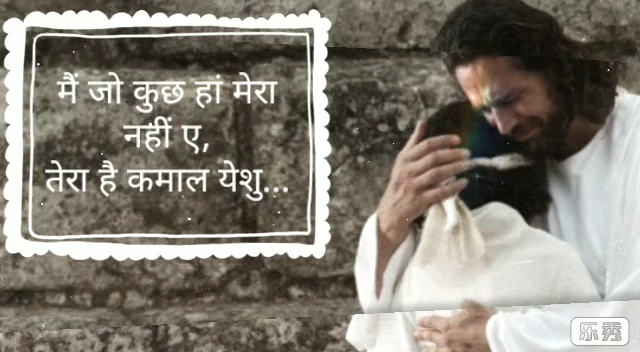 मैं जो कुछ हां मेरा
नहीं ए,
तेरा है कमाल येशु...
乐秀